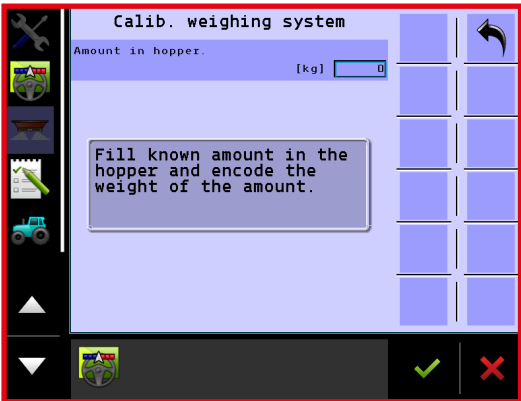 Calib. weighing system
Amount in hopper.
[kg] 0
Fill known amount in the
hopper and encode the
weight of the amount.